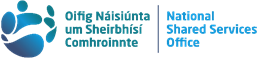 Oifig Náisiúnta
um Sheirbhísí
Comhroinnte
National
Shared Services
Office